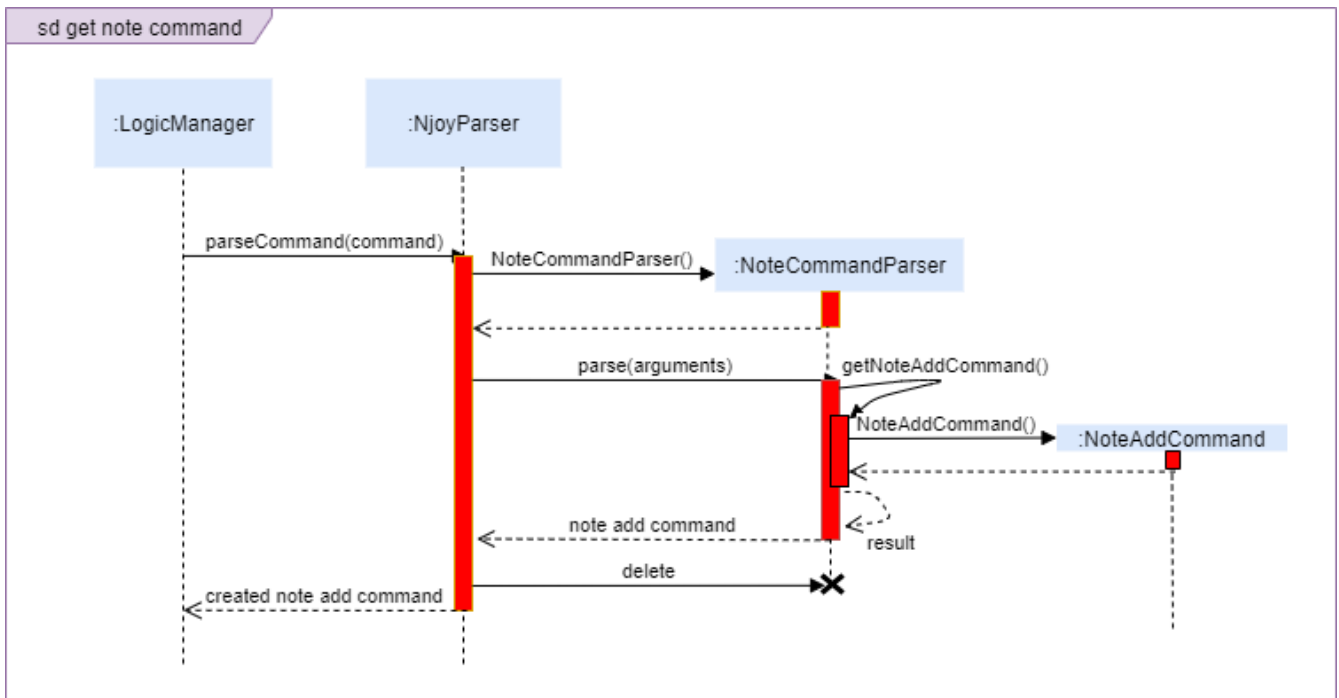 sd get note command
:LogicManager
:NjoyParser
parseCommand(command)
NoteCommandParser()
:NoteCommandParser
parse(arguments)
getNoteAddCommand()
NoteAddCommand()
:NoteAddCommand
note add command
result
delete
created note add command